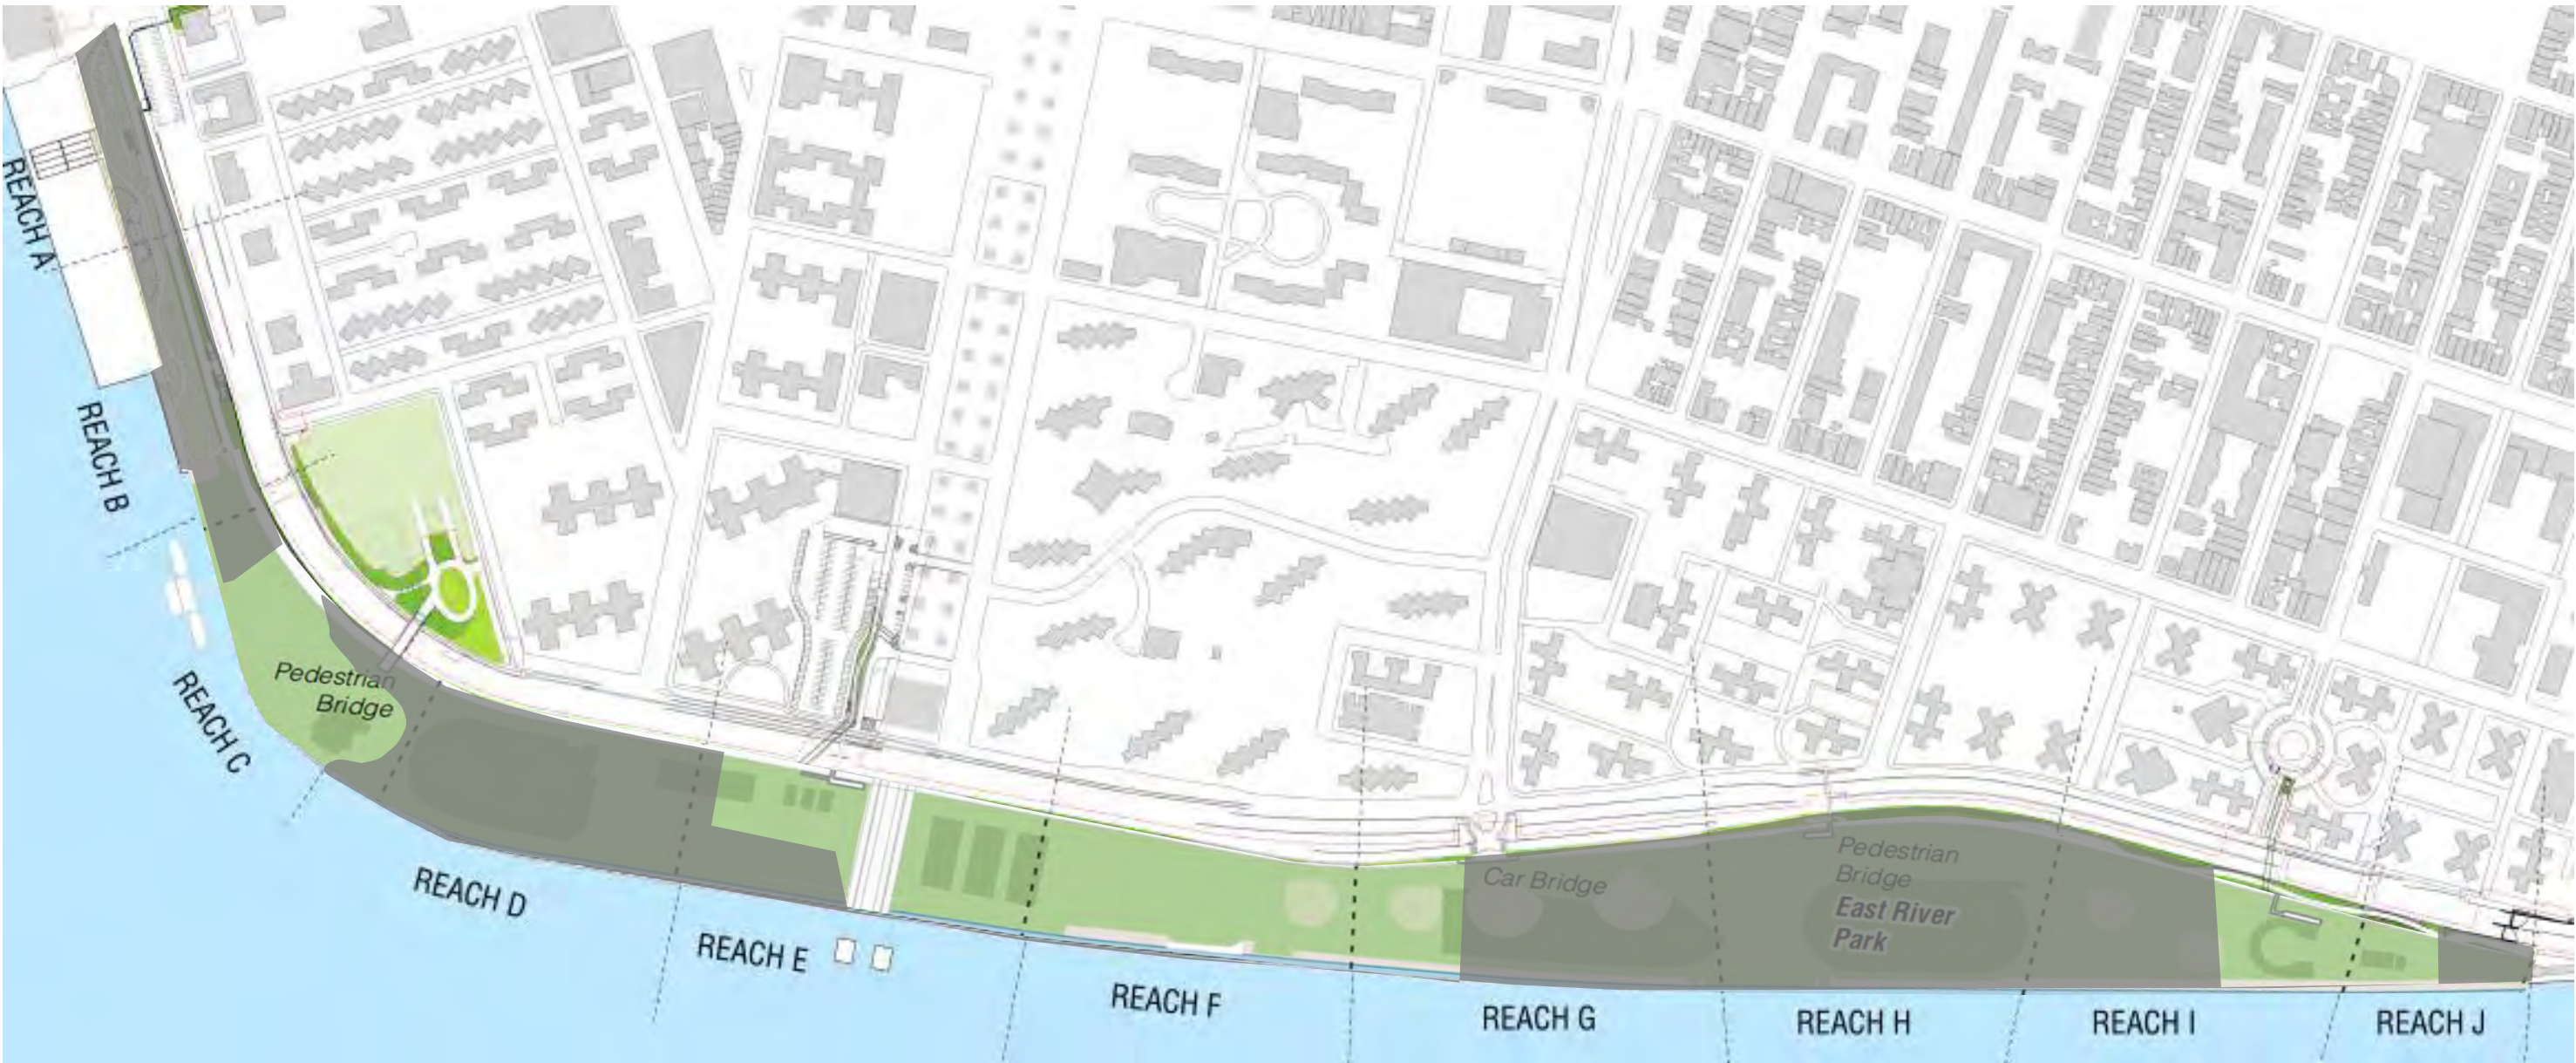 REACH A
REACH B
Pedestrian
Bridge
REACH C
REACH D
REACH E
REACH F
Car Bridge
REACH G
Pedestrian
Bridge
East River
Park
REACH H
REACH I
REACH J